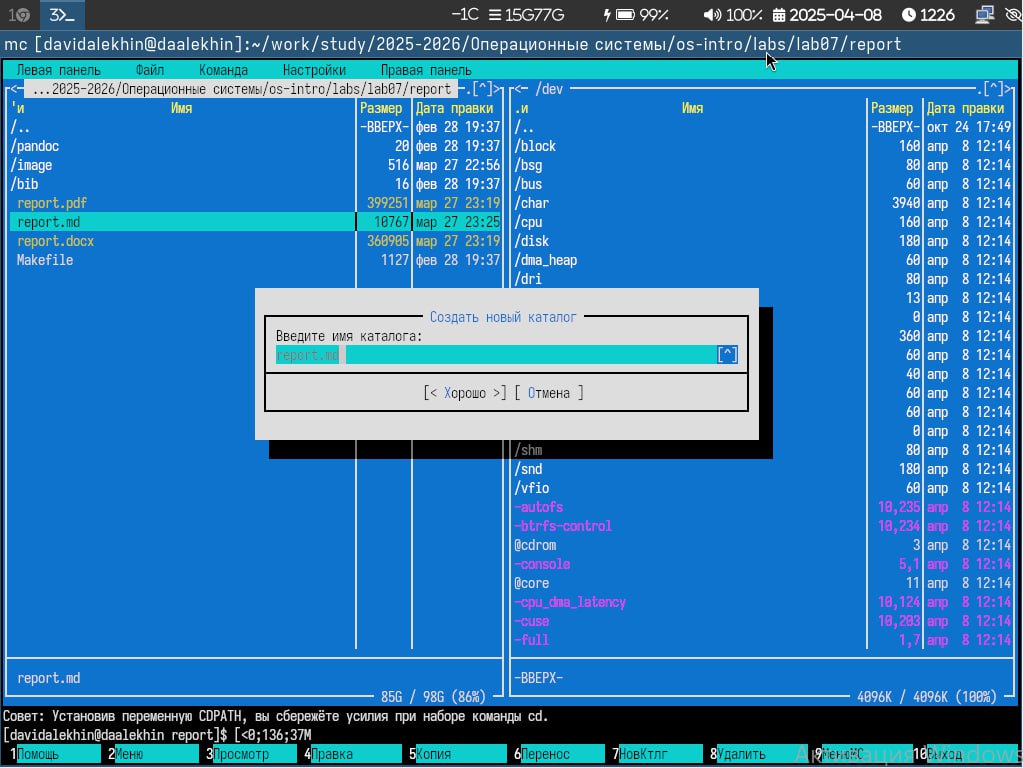 1
3>_
-1C
15G77G
99%
100%
2025-04-08
1226
mc [davidalekhin@daalekhin]:~/work/study/2025-2026/Операционные системы/os-intro/labs/lab07/report
Левая панель Файл Команда Настройки Правая панель
<- ...2025-2026/Операционные системы/os-intro/labs/lab07/report -.[^]>
'и Имя Размер Дата правки
/.. -ВВЕРХ- фев 28 19:37
/pandoc 20 фев 28 19:37
/image 516 мар 27 22:56
/bib 16 фев 28 19:37
report.pdf 399251 мар 27 23:19
report.md 10767 мар 27 23:25
report.docx 360905 мар 27 23:19
Makefile 1127 фев 28 19:37
report.md
85G / 98G (86%)
<- /dev .[^]>
.и Имя Размер Дата правки
/.. -ВВЕРХ- окт 24 17:49
/block 160 апр 8 12:14
/bsg 80 апр 8 12:14
/bus 60 апр 8 12:14
/char 3940 апр 8 12:14
/cpu 160 апр 8 12:14
/disk 180 апр 8 12:14
/dma_heap 60 апр 8 12:14
/dri 80 апр 8 12:14
13 апр 8 12:14
0 апр 8 12:14
360 апр 8 12:14
60 апр 8 12:14
40 апр 8 12:14
60 апр 8 12:14
60 апр 8 12:14
0 апр 8 12:14
/shm 80 апр 8 12:14
/snd 180 апр 8 12:14
/vfio 60 апр 8 12:14
-autofs 10,235 апр 8 12:14
-btrfs-control 10,234 апр 8 12:14
@cdrom 3 апр 8 12:14
-console 5,1 апр 8 12:14
@core 11 апр 8 12:14
-cpu_dma_latency 10,124 апр 8 12:14
-cuse 10,203 апр 8 12:14
-full 1,7 апр 8 12:14
-ВВЕРХ-
4096K / 4096K (100%)
Создать новый каталог
Введите имя каталога:
report.md [^]
[< Хорошо >] [ Отмена ]
Совет: Установив переменную CDPATH, вы сбережёте усилия при наборе команды cd.
[davidalekhin@daalekhin report]$ [<0;136;37M
1Помощь 2Меню 3Просмотр 4Правка 5Копия 6Перенос 7НовКтлг 8Удалить 9МенюМС 10Выход
Активация Windows